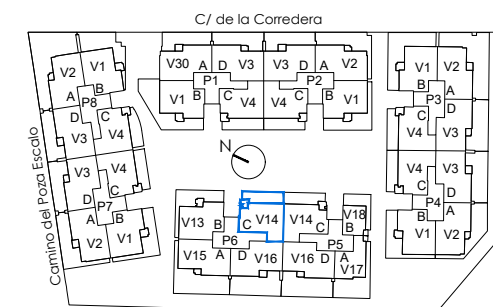 C/ de la Corredera
V2 V1
A B
P8
D C
V3 V4
V3 V4
D C
P7
A B
V2 V1
Camino del Poza Escalo
V30 A D V3 V3 D A V2
P1 P2
V1 B C V4 V4 C B V1
V1 V2
B A
P3
C D
V4 V3
V4 V3
C D
P4
B A
V1 V2
N
V13 B C V14 V14 C B V18
P6 P5
V15 A D V16 V16 D A V17